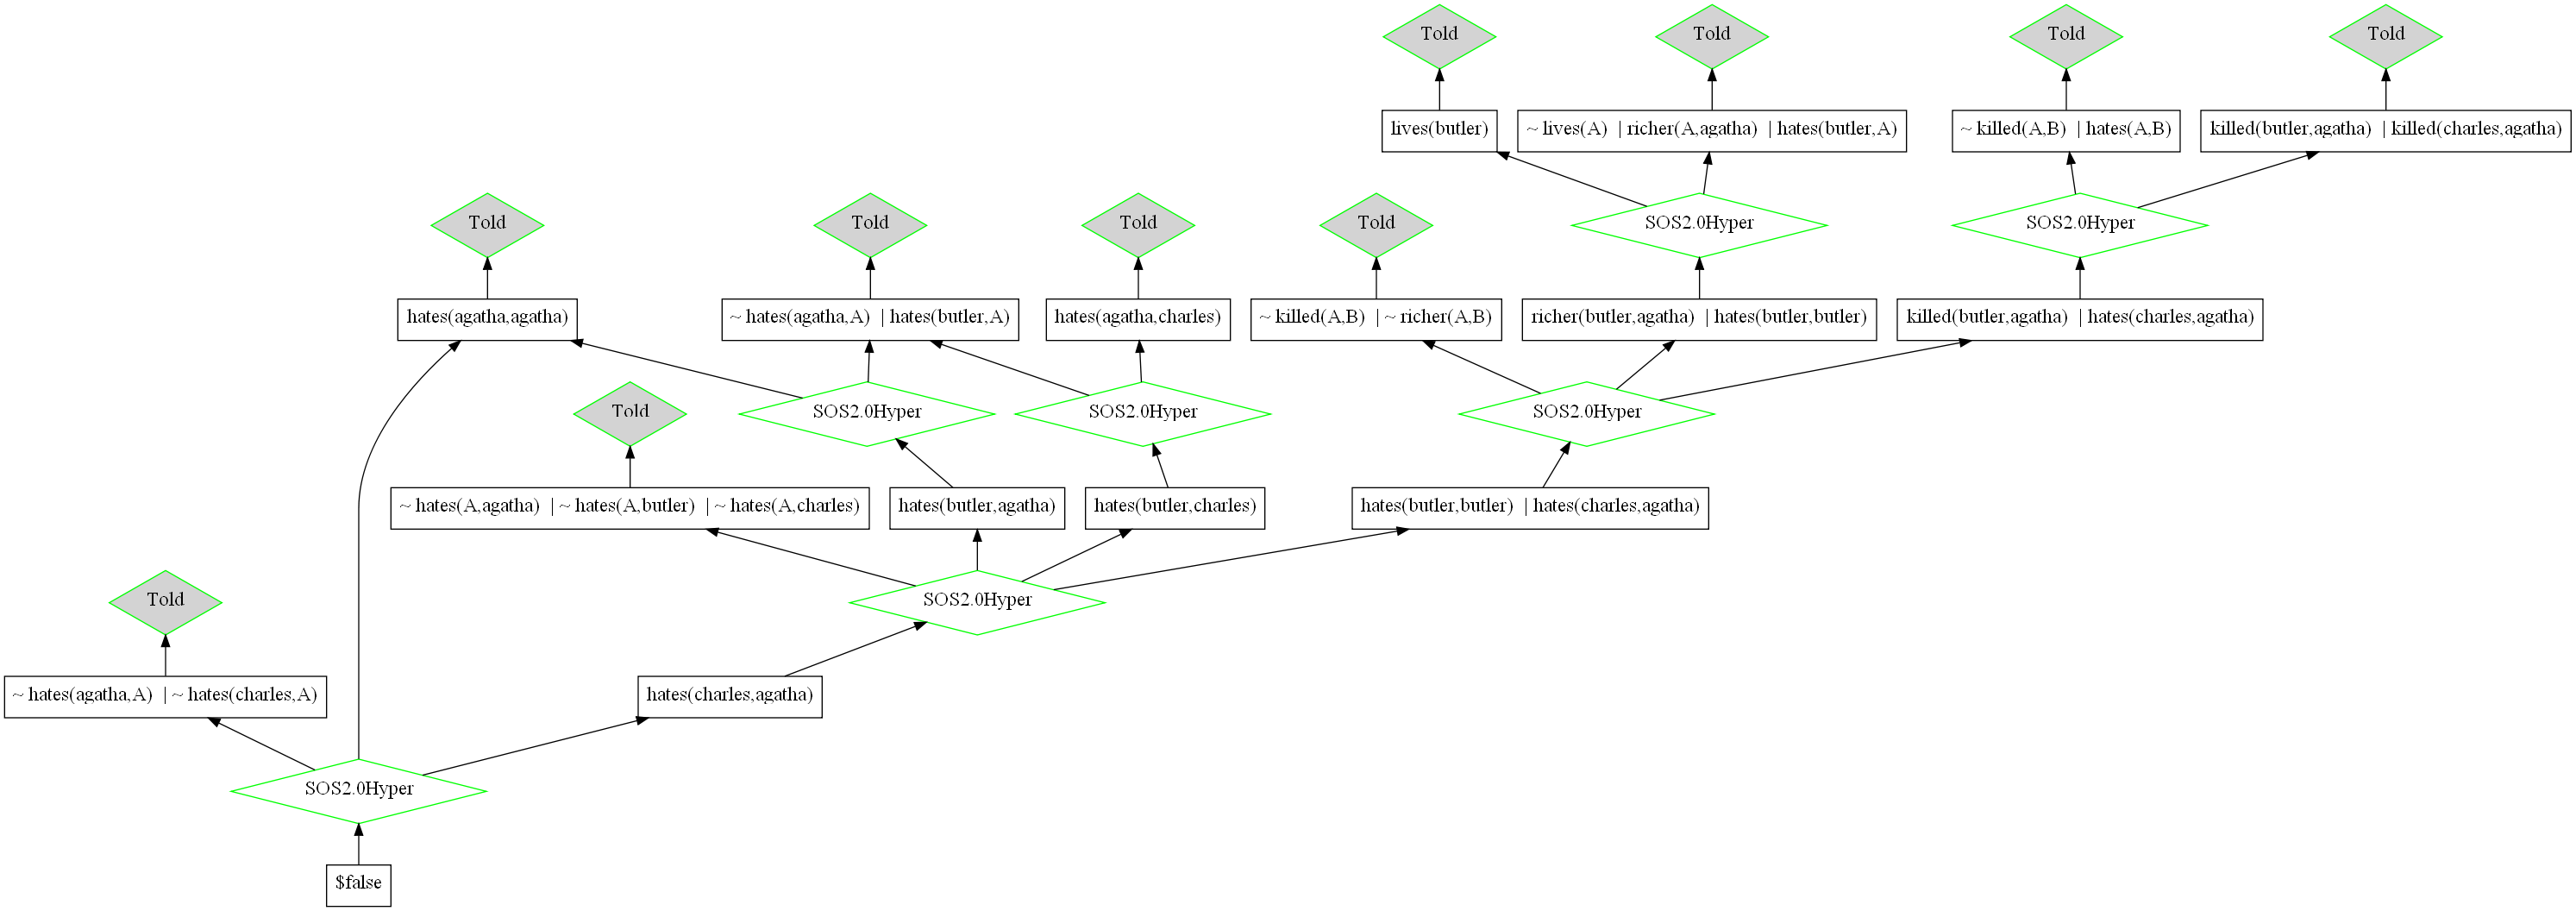 Told
Told
Told
Told
lives(butler)
~ lives(A) | richer(A,agatha) | hates(butler,A)
~ killed(A,B) | hates(A,B)
killed(butler,agatha) | killed(charles,agatha)
Told
Told
Told
Told
SOS2.0Hyper
SOS2.0Hyper
hates(agatha,agatha)
~ hates(agatha,A) | hates(butler,A)
hates(agatha,charles)
~ killed(A,B) | ~ richer(A,B)
richer(butler,agatha) | hates(butler,butler)
killed(butler,agatha) | hates(charles,agatha)
Told
SOS2.0Hyper
SOS2.0Hyper
SOS2.0Hyper
~ hates(A,agatha) | ~ hates(A,butler) | ~ hates(A,charles)
hates(butler,agatha)
hates(butler,charles)
hates(butler,butler) | hates(charles,agatha)
Told
SOS2.0Hyper
~ hates(agatha,A) | ~ hates(charles,A)
hates(charles,agatha)
SOS2.0Hyper
$false